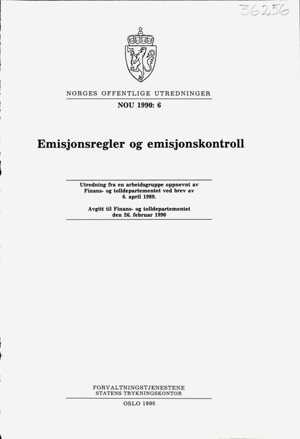 36256
NORGES OFFENTLIGE UTREDNINGER
NOU 1990: 6
Emisjonsregler og emisjonskontroll
Utredning fra en arbeidsgruppe oppnevnt av
Finans- og tolldepartementet ved brev av
6. april 1989.
Avgitt til Finans- og tolldepartementet
den 26. februar 1990
FORVALTNINGSTJENESTENE
STATENS TRYKNINGSKONTOR
OSLO 1990